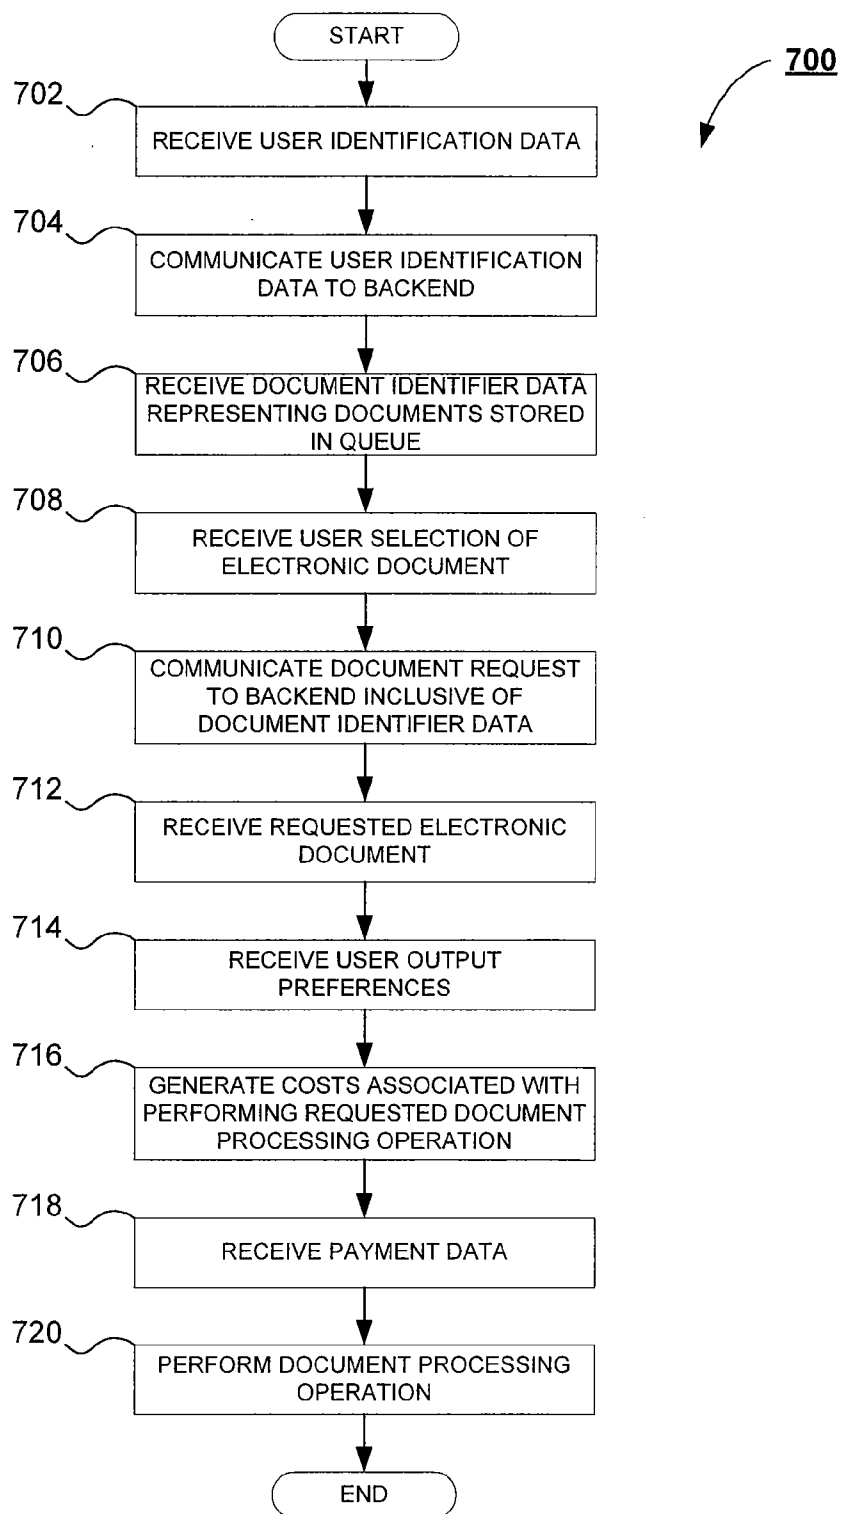 START
700
702
RECEIVE USER IDENTIFICATION DATA
704
COMMUNICATE USER IDENTIFICATION
DATA TO BACKEND
706
RECEIVE DOCUMENT IDENTIFIER DATA
REPRESENTING DOCUMENTS STORED
IN QUEUE
708
RECEIVE USER SELECTION OF
ELECTRONIC DOCUMENT
710
COMMUNICATE DOCUMENT REQUEST
TO BACKEND INCLUSIVE OF
DOCUMENT IDENTIFIER DATA
712
RECEIVE REQUESTED ELECTRONIC
DOCUMENT
714
RECEIVE USER OUTPUT
PREFERENCES
716
GENERATE COSTS ASSOCIATED WITH
PERFORMING REQUESTED DOCUMENT
PROCESSING OPERATION
718
RECEIVE PAYMENT DATA
720
PERFORM DOCUMENT PROCESSING
OPERATION
END